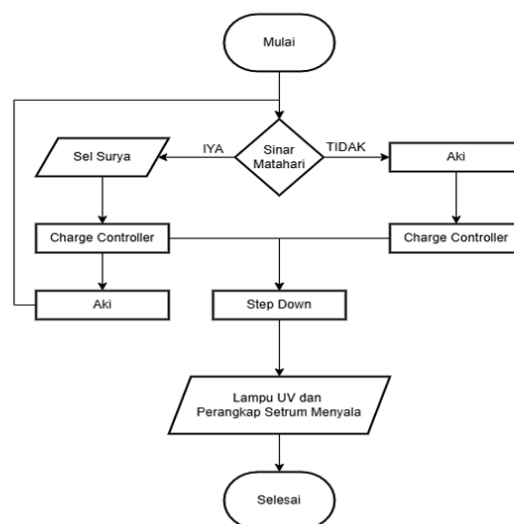 Mulai
Sinar
Matahari
IYA
TIDAK
Sel Surya
Aki
Charge Controller
Charge Controller
Aki
Step Down
Lampu UV dan
Perangkap Setrum Menyala
Selesai